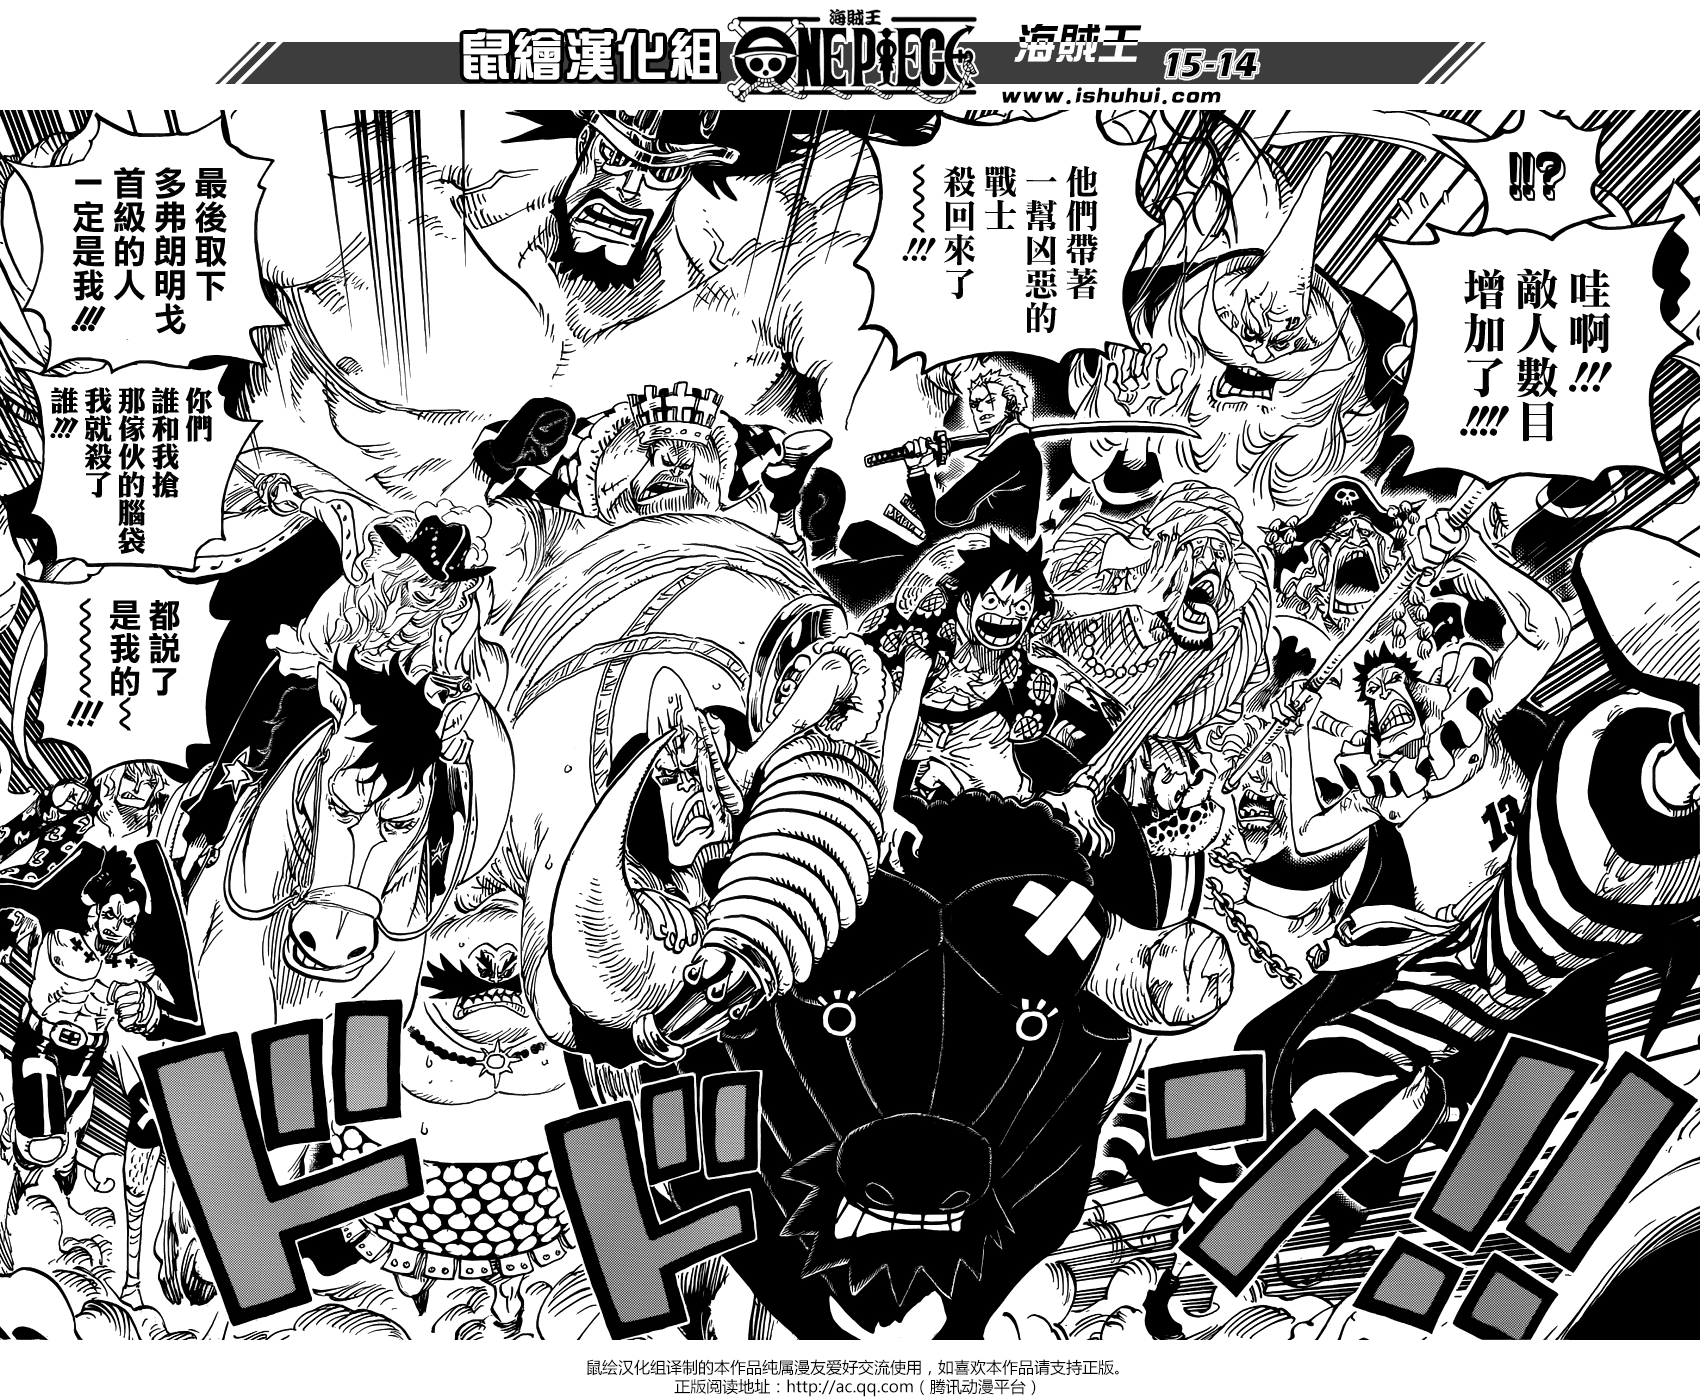 鼠繪漢化組
海賊王
ONE PIECE
海賊王
15-14
www.ishuhui.com
!!?
哇啊!!!
敵人數目
增加了!!!!
他們帶著
一幫凶惡的
戰士
殺回來了
~~~!!!
最後取下
多弗朗明戈
首級的人
一定是我!!!
你們
誰和我搶
那傢伙的腦袋
我就殺了
誰!!!
都説了
是我的~
~~~~!!!
13
ドドン!!
鼠绘汉化组译制的本作品纯属漫友爱好交流使用，如喜欢本作品请支持正版。
正版阅读地址：http://ac.qq.com（腾讯动漫平台）